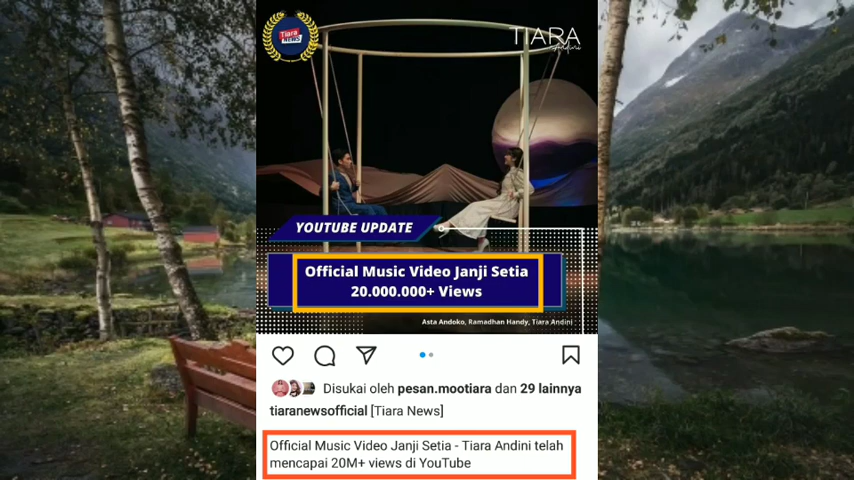 Tiara
NEWS
TIARA
Andini
YOUTUBE UPDATE
Official Music Video Janji Setia
20.000.000+ Views
Asta Andoko, Ramadhan Handy, Tiara Andini
Disukai oleh pesan.mootiara dan 29 lainnya
tiaranewsofficial [Tiara News]
Official Music Video Janji Setia - Tiara Andini telah
mencapai 20M+ views di YouTube